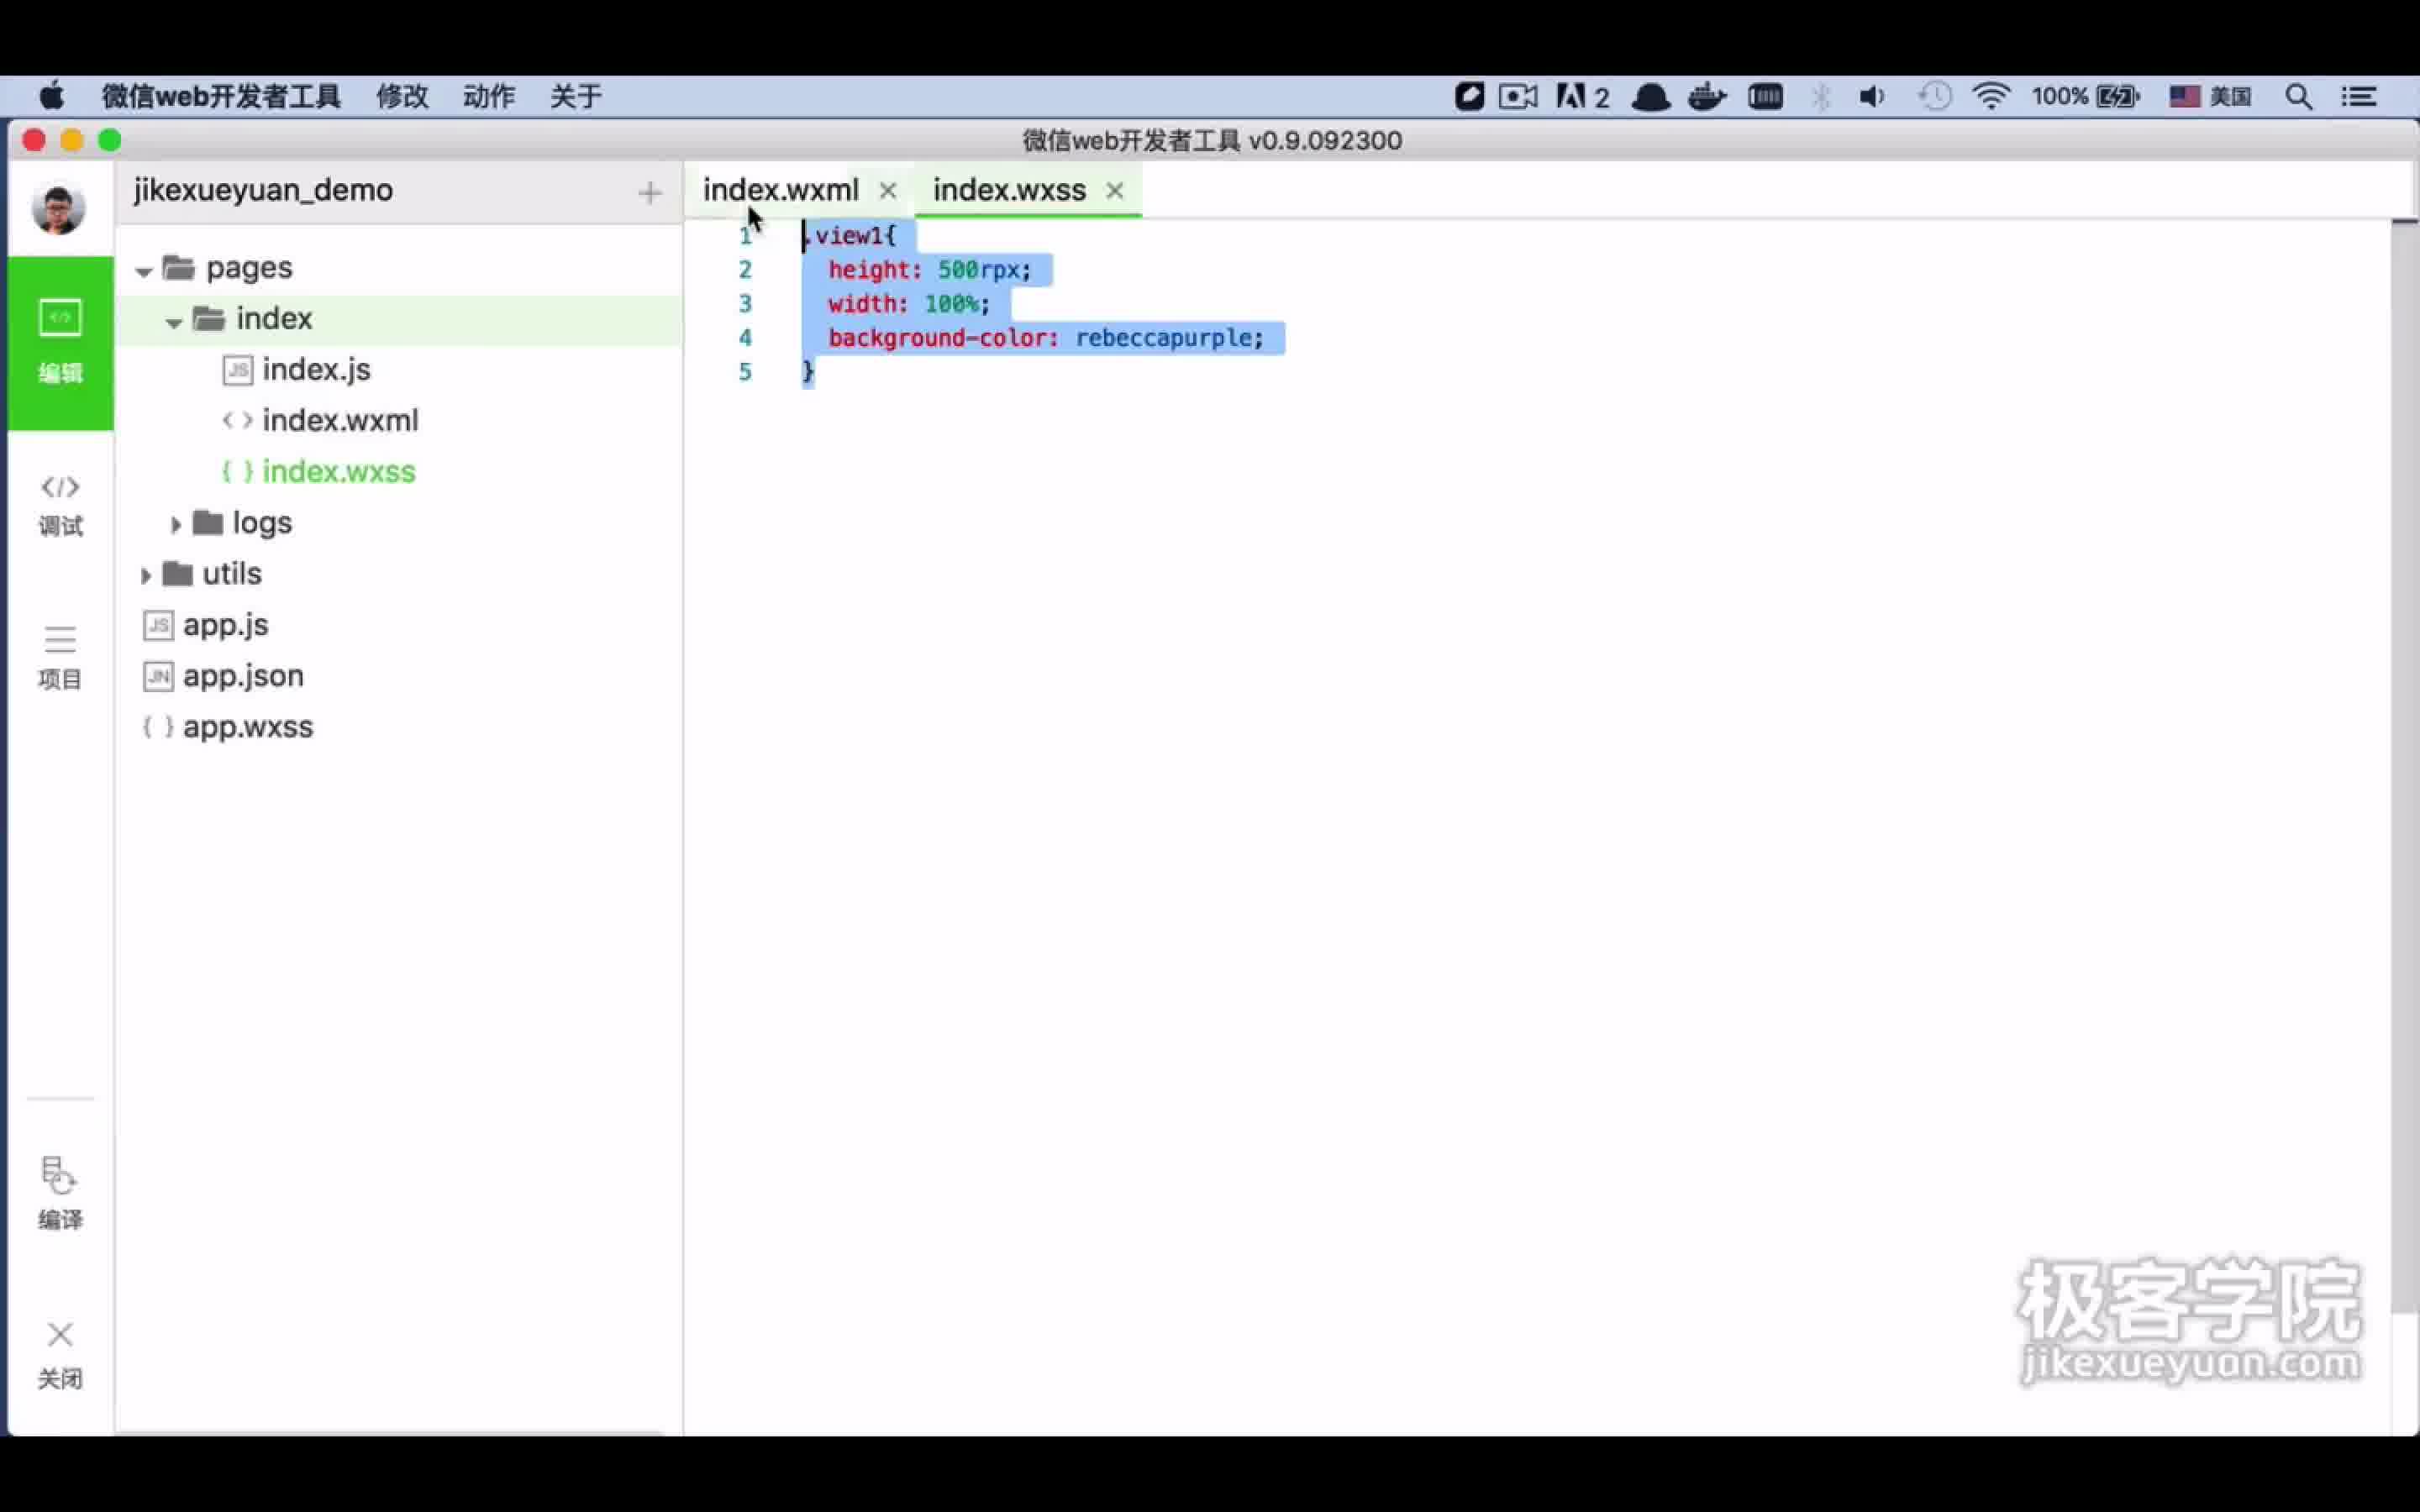 微信web开发者工具 修改 动作 关于 2 100% 美国
微信web开发者工具 v0.9.092300
jikexueyuan_demo +
index.wxml × index.wxss ×
pages
index
JS index.js
< > index.wxml
{ } index.wxss
logs
utils
JS app.js
JN app.json
{ } app.wxss
</>
编辑
</>
调试
项目
编译
关闭
1 .view1{
2 height: 500rpx;
3 width: 100%;
4 background-color: rebeccapurple;
5 }
极客学院
jikexueyuan.com